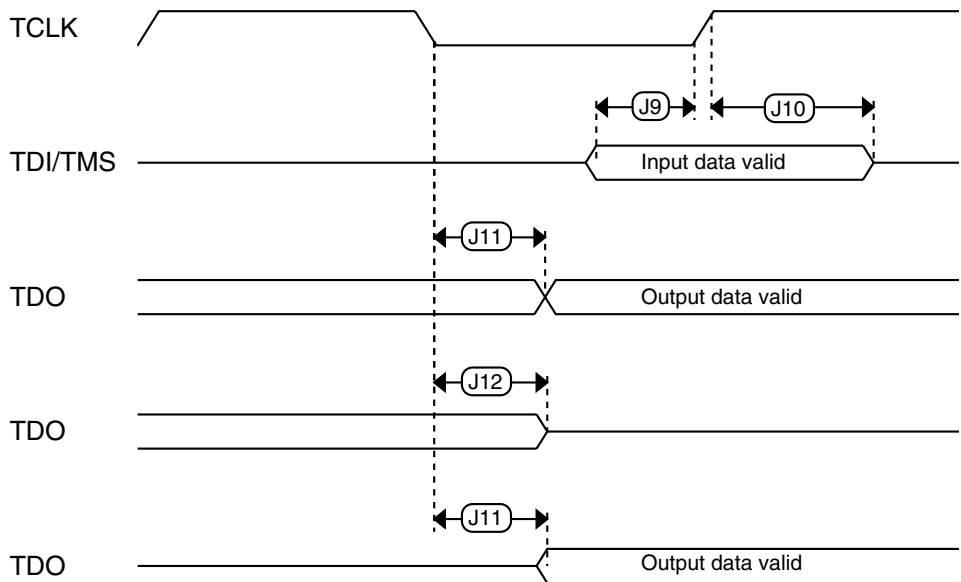 TCLK
J9
J10
TDI/TMS
Input data valid
J11
TDO
Output data valid
J12
TDO
J11
TDO
Output data valid